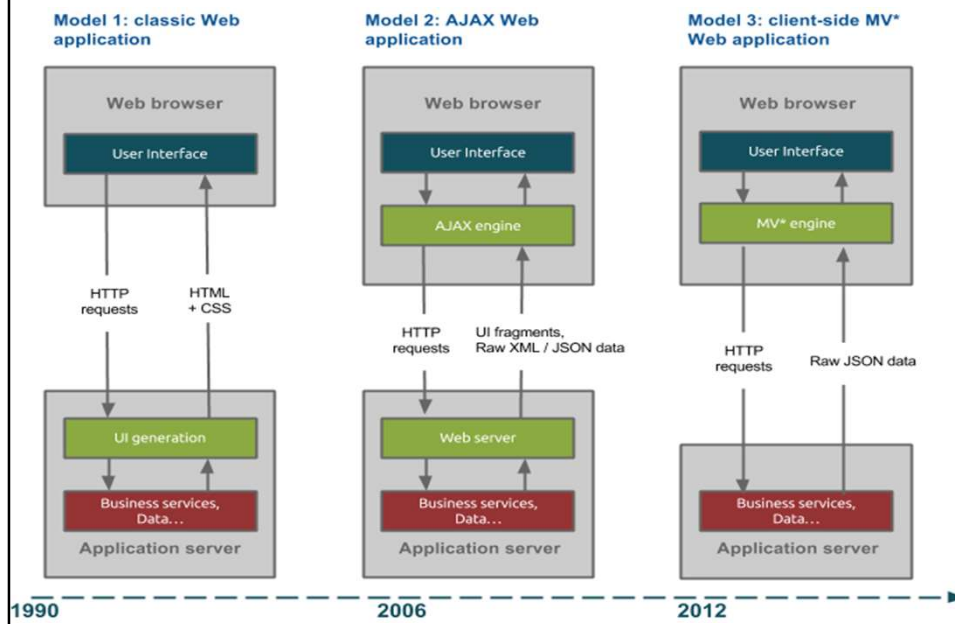 Model 1: classic Web
application
Web browser
User Interface
HTTP
requests
HTML
+ CSS
UI generation
Business services,
Data...
Application server
Model 2: AJAX Web
application
Web browser
User Interface
AJAX engine
HTTP
requests
UI fragments,
Raw XML / JSON data
Web server
Business services,
Data...
Application server
Model 3: client-side MV*
Web application
Web browser
User Interface
MV* engine
HTTP
requests
Raw JSON data
Business services,
Data...
Application server
1990
2006
2012